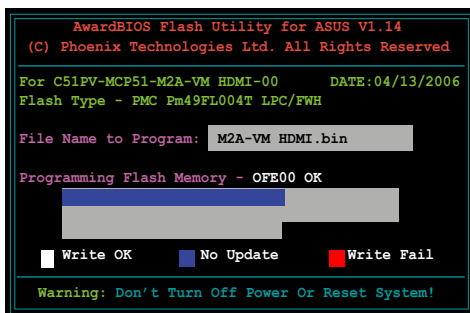 AwardBIOS Flash Utility for ASUS V1.14
(C) Phoenix Technologies Ltd. All Rights Reserved
For C51PV-MCP51-M2A-VM HDMI-00 DATE:04/13/2006
Flash Type - PMC Pm49FL004T LPC/FWH
File Name to Program: M2A-VM HDMI.bin
Programming Flash Memory - OFE00 OK
Write OK No Update Write Fail
Warning: Don't Turn Off Power Or Reset System!